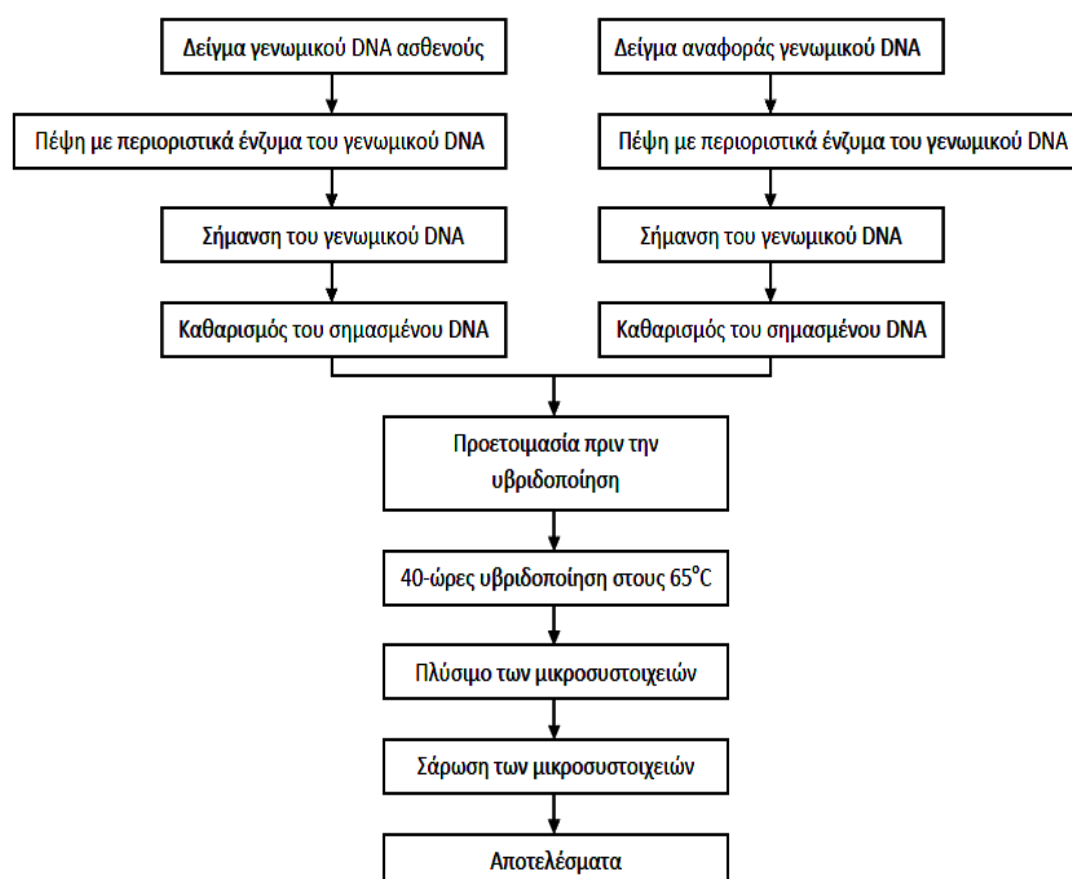 Δείγμα γενωμικού DNA ασθενούς
Δείγμα αναφοράς γενωμικού DNA
Πέψη με περιοριστικά ένζυμα του γενωμικού DNA
Πέψη με περιοριστικά ένζυμα του γενωμικού DNA
Σήμανση του γενωμικού DNA
Σήμανση του γενωμικού DNA
Καθαρισμός του σημασμένου DNA
Καθαρισμός του σημασμένου DNA
Προετοιμασία πριν την
υβριδοποίηση
40-ώρες υβριδοποίηση στους 65°C
Πλύσιμο των μικροσυστοιχειών
Σάρωση των μικροσυστοιχειών
Αποτελέσματα